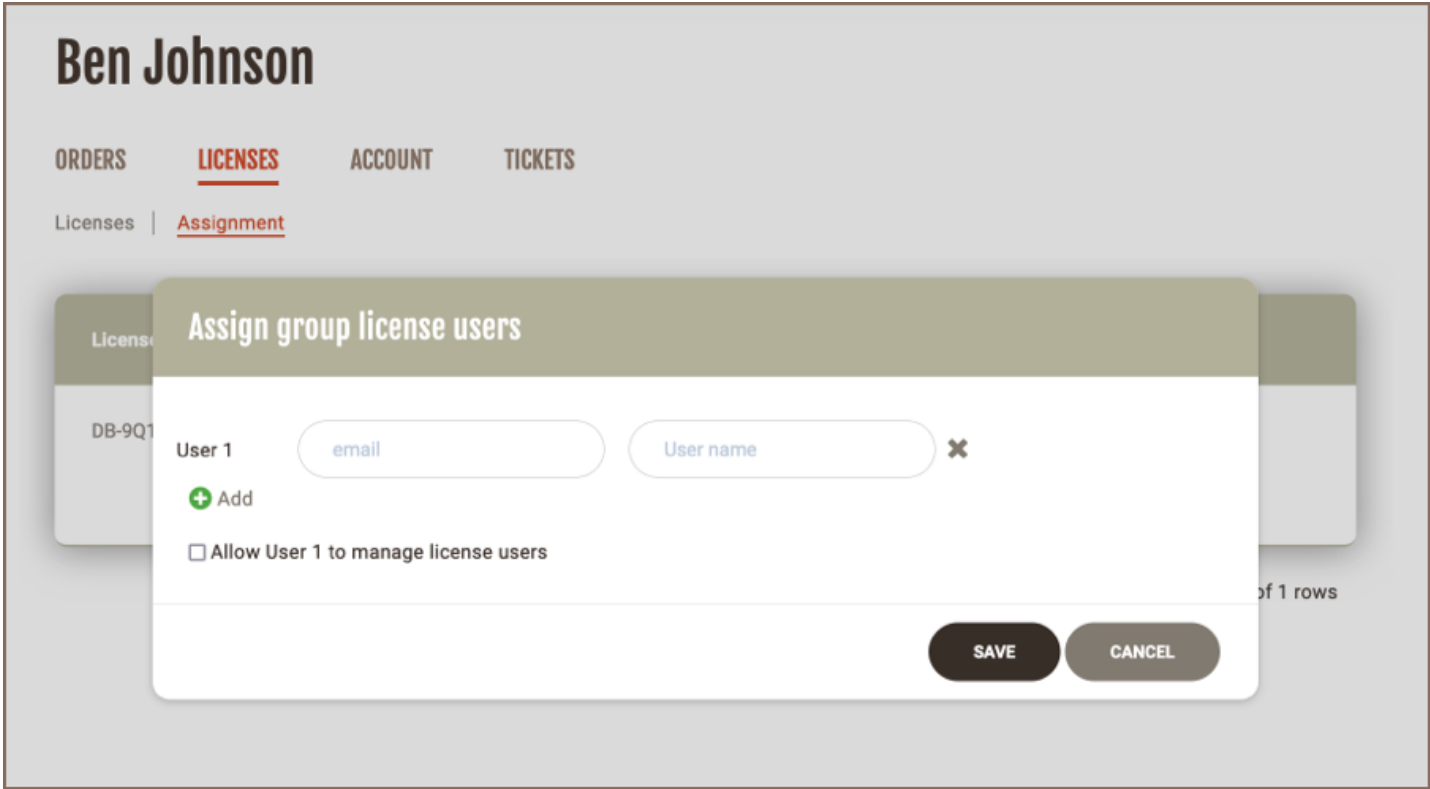 Ben Johnson
ORDERS LICENSES ACCOUNT TICKETS
Licenses | Assignment
Assign group license users
User 1 email User name
Add
Allow User 1 to manage license users
of 1 rows
SAVE CANCEL